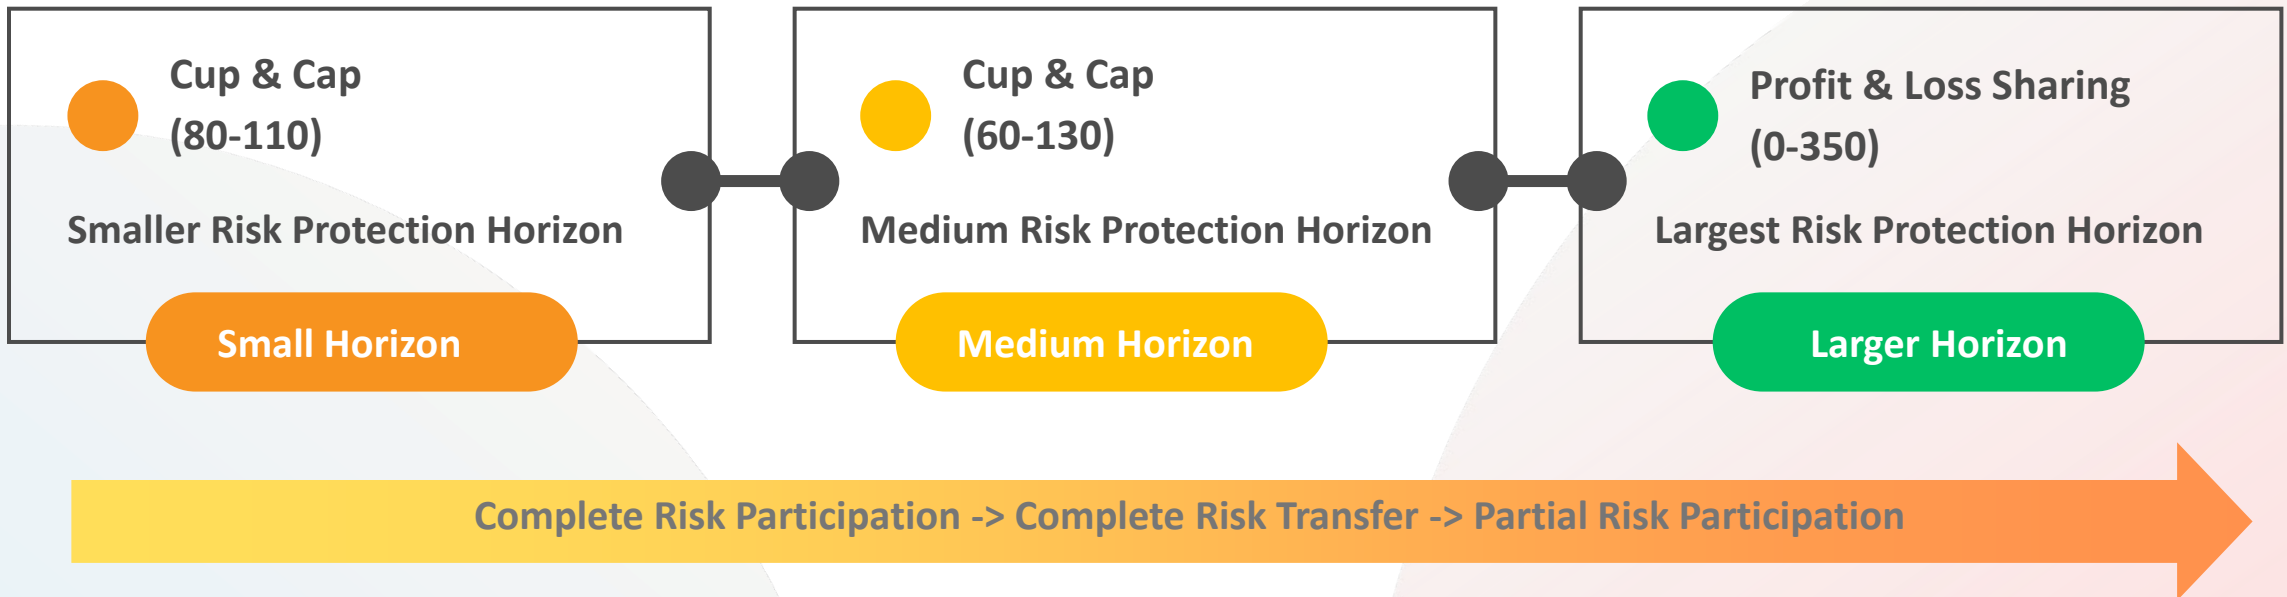 Cup & Cap
(80-110)
Smaller Risk Protection Horizon
Small Horizon
Cup & Cap
(60-130)
Medium Risk Protection Horizon
Medium Horizon
Profit & Loss Sharing
(0-350)
Largest Risk Protection Horizon
Larger Horizon
Complete Risk Participation -> Complete Risk Transfer -> Partial Risk Participation